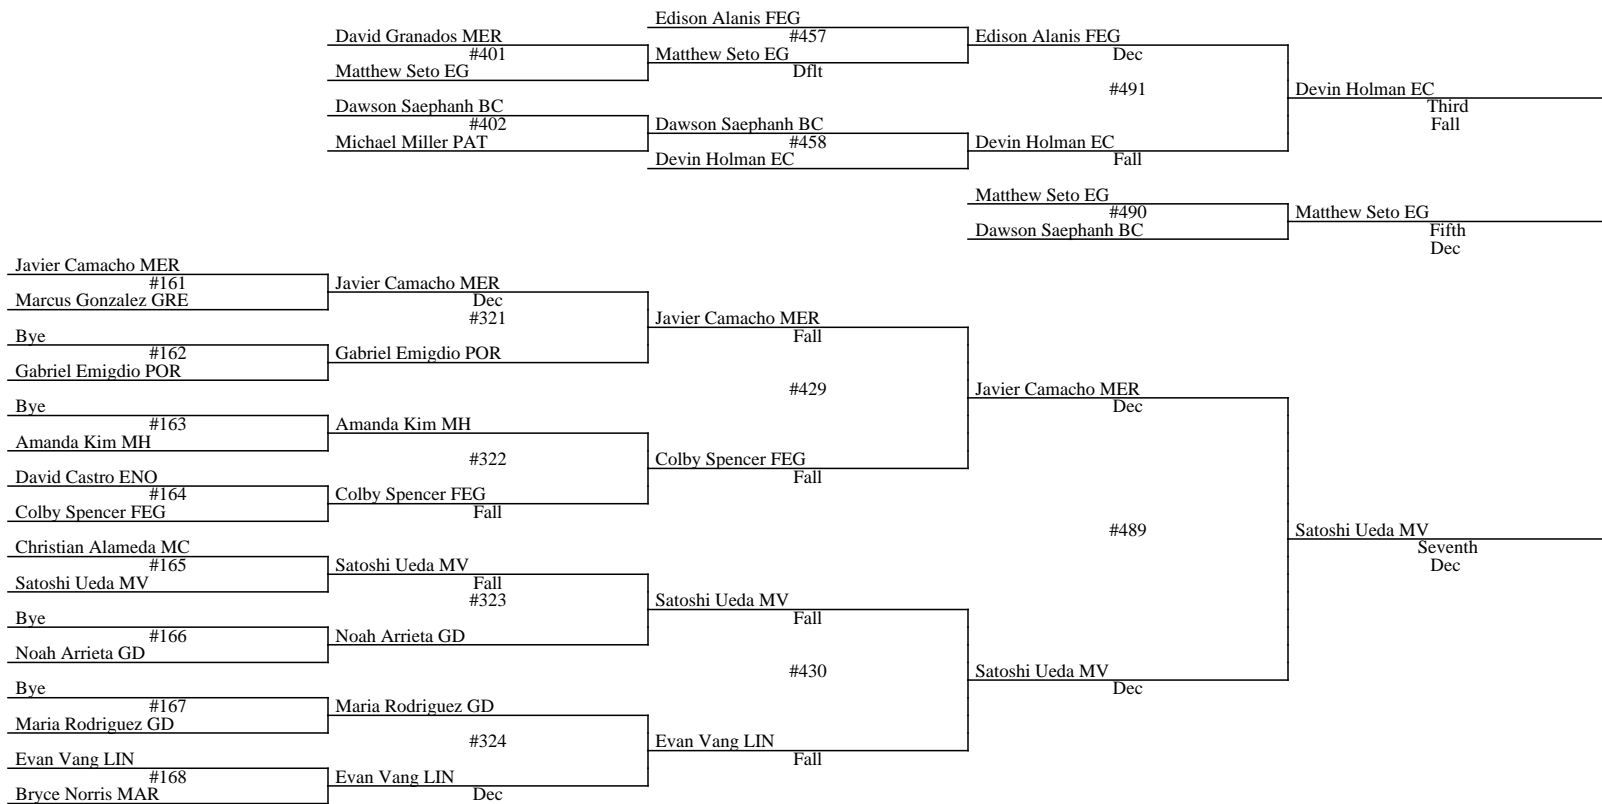 Edison Alanis FEG
David Granados MER
#457
Edison Alanis FEG
#401
Matthew Seto EG
Dec
Matthew Seto EG
Dflt
#491
Devin Holman EC
Dawson Saephanh BC
Third
#402
Dawson Saephanh BC
Fall
Michael Miller PAT
#458
Devin Holman EC
Devin Holman EC
Fall
Matthew Seto EG
#490
Matthew Seto EG
Dawson Saephanh BC
Fifth
Dec
Javier Camacho MER
#161
Javier Camacho MER
Marcus Gonzalez GRE
Dec
#321
Javier Camacho MER
Bye
Fall
#162
Gabriel Emigdio POR
Gabriel Emigdio POR
#429
Javier Camacho MER
Bye
Dec
#163
Amanda Kim MH
Amanda Kim MH
#322
Colby Spencer FEG
David Castro ENO
Fall
#164
Colby Spencer FEG
Colby Spencer FEG
Fall
#489
Satoshi Ueda MV
Christian Alameda MC
Seventh
#165
Satoshi Ueda MV
Dec
Satoshi Ueda MV
Fall
#323
Satoshi Ueda MV
Bye
Fall
#166
Noah Arrieta GD
Noah Arrieta GD
#430
Satoshi Ueda MV
Bye
Dec
#167
Maria Rodriguez GD
Maria Rodriguez GD
#324
Evan Vang LIN
Evan Vang LIN
Fall
#168
Evan Vang LIN
Bryce Norris MAR
Dec